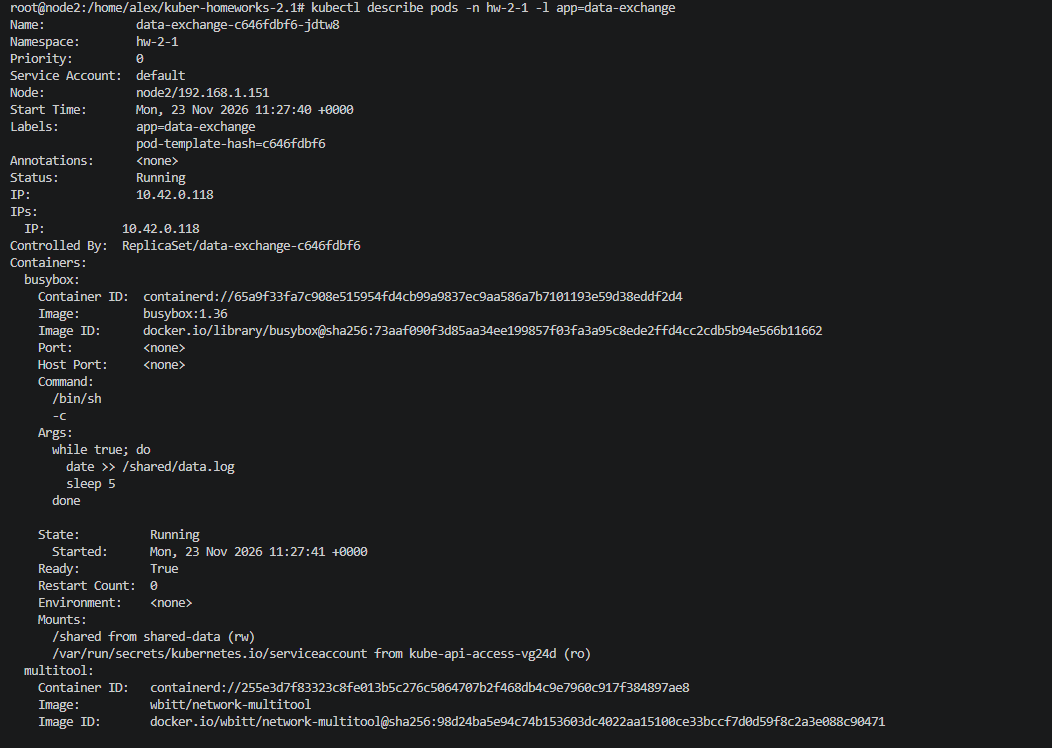 root@node2:/home/alex/kuber-homeworks-2.1# kubectl describe pods -n hw-2-1 -l app=data-exchange
Name:             data-exchange-c646fdbf6-jdtw8
Namespace:        hw-2-1
Priority:         0
Service Account:  default
Node:             node2/192.168.1.151
Start Time:       Mon, 23 Nov 2026 11:27:40 +0000
Labels:           app=data-exchange
                  pod-template-hash=c646fdbf6
Annotations:      <none>
Status:           Running
IP:               10.42.0.118
IPs:
  IP:           10.42.0.118
Controlled By:  ReplicaSet/data-exchange-c646fdbf6
Containers:
  busybox:
    Container ID:  containerd://65a9f33fa7c908e515954fd4cb99a9837ec9aa586a7b7101193e59d38eddf2d4
    Image:         busybox:1.36
    Image ID:      docker.io/library/busybox@sha256:73aaf090f3d85aa34ee199857f03fa3a95c8ede2ffd4cc2cdb5b94e566b11662
    Port:          <none>
    Host Port:     <none>
    Command:
      /bin/sh
      -c
    Args:
      while true; do
        date >> /shared/data.log
        sleep 5
      done
    State:          Running
      Started:      Mon, 23 Nov 2026 11:27:41 +0000
    Ready:          True
    Restart Count:  0
    Environment:    <none>
    Mounts:
      /shared from shared-data (rw)
      /var/run/secrets/kubernetes.io/serviceaccount from kube-api-access-vg24d (ro)
  multitool:
    Container ID:   containerd://255e3d7f83323c8fe013b5c276c5064707b2f468db4c9e7960c917f384897ae8
    Image:          wbitt/network-multitool
    Image ID:       docker.io/wbitt/network-multitool@sha256:98d24ba5e94c74b153603dc4022aa15100ce33bccf7d0d59f8c2a3e088c90471